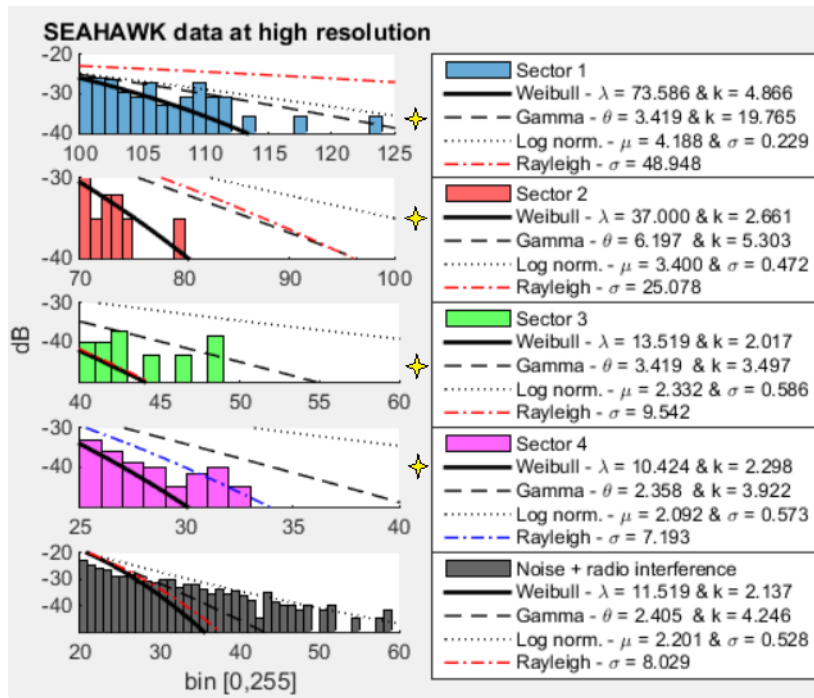 SEAHAWK data at high resolution
-20
-30
-40
100 105 110 115 120 125
Sector 1
Weibull - λ = 73.586 & k = 4.866
Gamma - θ = 3.419 & k = 19.765
Log norm. - μ = 4.188 & σ = 0.229
Rayleigh - σ = 48.948
-30
-40
70 80 90 100
Sector 2
Weibull - λ = 37.000 & k = 2.661
Gamma - θ = 6.197 & k = 5.303
Log norm. - μ = 3.400 & σ = 0.472
Rayleigh - σ = 25.078
dB
-30
-40
40 45 50 55 60
Sector 3
Weibull - λ = 13.519 & k = 2.017
Gamma - θ = 3.419 & k = 3.497
Log norm. - μ = 2.332 & σ = 0.586
Rayleigh - σ = 9.542
-30
-40
25 30 35 40
Sector 4
Weibull - λ = 10.424 & k = 2.298
Gamma - θ = 2.358 & k = 3.922
Log norm. - μ = 2.092 & σ = 0.573
Rayleigh - σ = 7.193
-20
-30
-40
20 30 40 50 60
bin [0,255]
Noise + radio interference
Weibull - λ = 11.519 & k = 2.137
Gamma - θ = 2.405 & k = 4.246
Log norm. - μ = 2.201 & σ = 0.528
Rayleigh - σ = 8.029